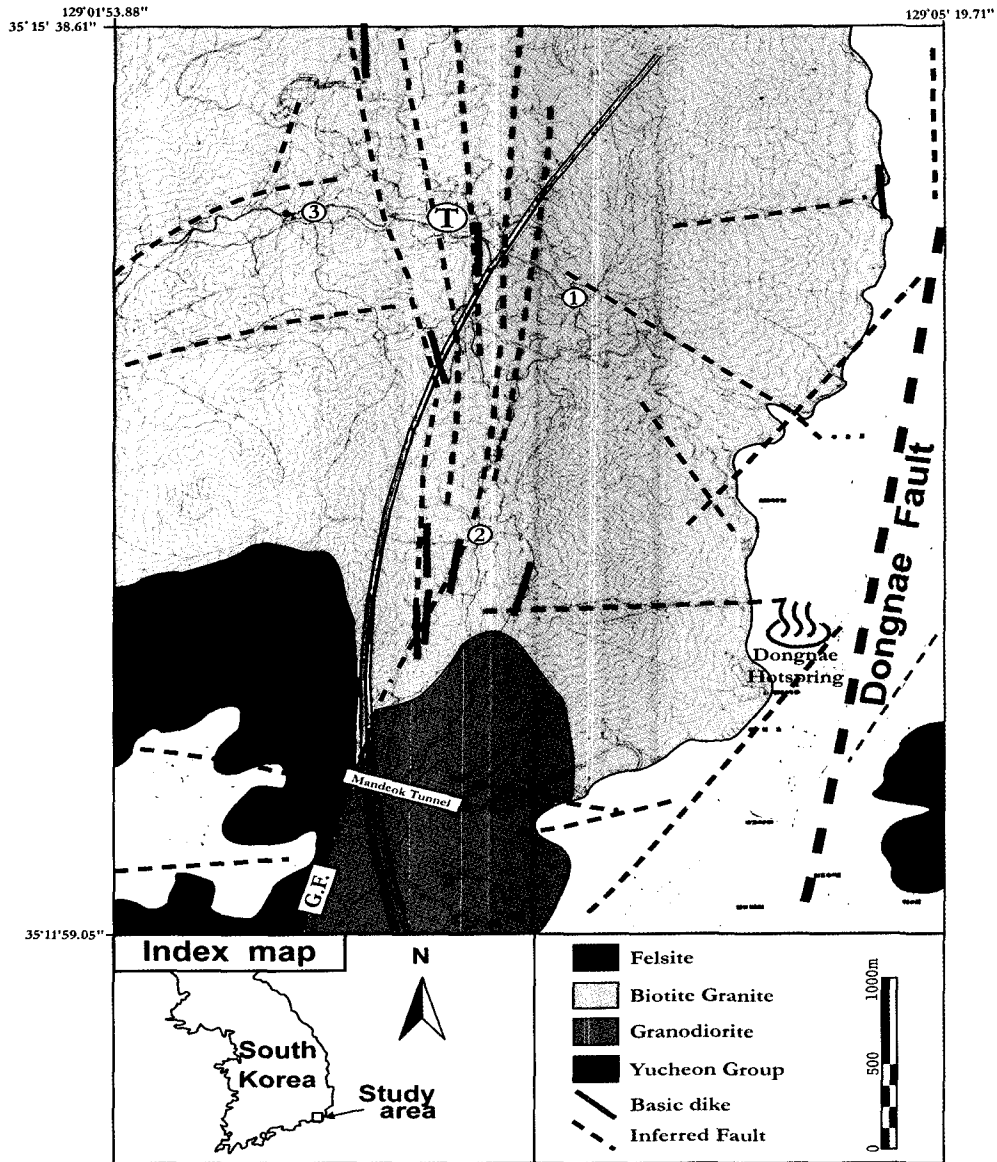 129°01'53.88"
129°05'19.71"
35°15'38.61"
3
T
1
2
Dongnae Fault
Dongnae
Hotspring
Mandeok Tunnel
G.F.
35°11'59.05"
Index map
N
South
Korea
Study
area
Felsite
Biotite Granite
Granodiorite
Yucheon Group
Basic dike
Inferred Fault
1000m
500
0